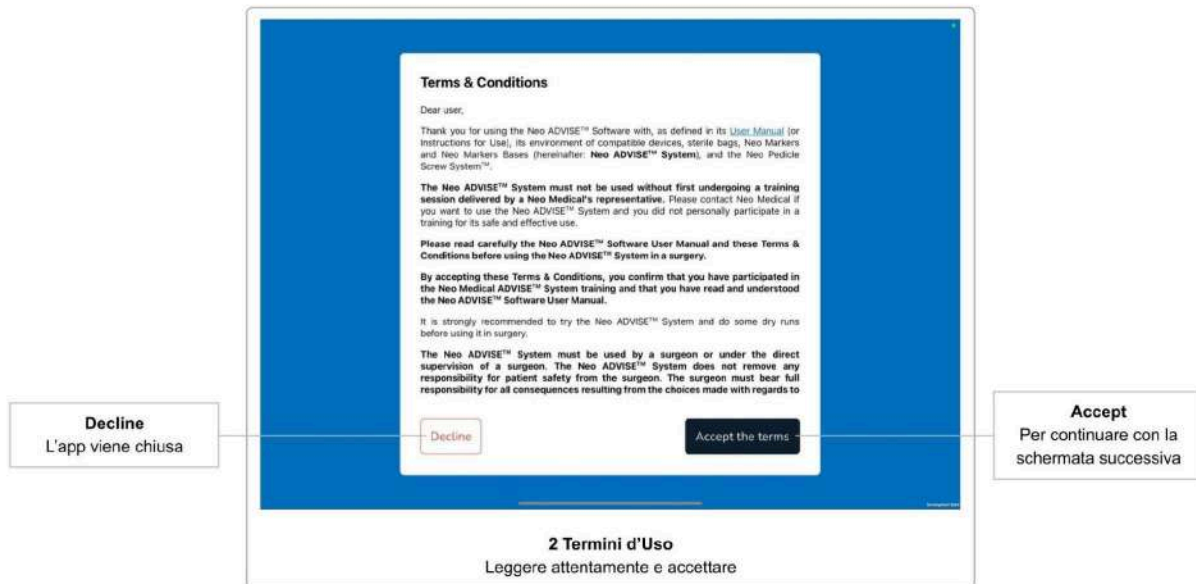 Terms & Conditions
Dear user,
Thank you for using the Neo ADVISE™ Software with, as defined in its User Manual (or
Instructions for Use), its environment of compatible devices, sterile bags, Neo Markers
and Neo Markers Bases (hereinafter: Neo ADVISE™ System), and the Neo Pedicle
Screw System™.
The Neo ADVISE™ System must not be used without first undergoing a training
session delivered by a Neo Medical's representative. Please contact Neo Medical if
you want to use the Neo ADVISE™ System and you did not personally participate in a
training for its safe and effective use.
Please read carefully the Neo ADVISE™ Software User Manual and these Terms &
Conditions before using the Neo ADVISE™ System in a surgery.
By accepting these Terms & Conditions, you confirm that you have participated in
the Neo Medical ADVISE™ System training and that you have read and understood
the Neo ADVISE™ Software User Manual.
It is strongly recommended to try the Neo ADVISE™ System and do some dry runs
before using it in surgery.
The Neo ADVISE™ System must be used by a surgeon or under the direct
supervision of a surgeon. The Neo ADVISE™ System does not remove any
responsibility for patient safety from the surgeon. The surgeon must bear full
responsibility for all consequences resulting from the choices made with regards to
Decline
Accept the terms
Decline
L'app viene chiusa
Accept
Per continuare con la
schermata successiva
2 Termini d'Uso
Leggere attentamente e accettare